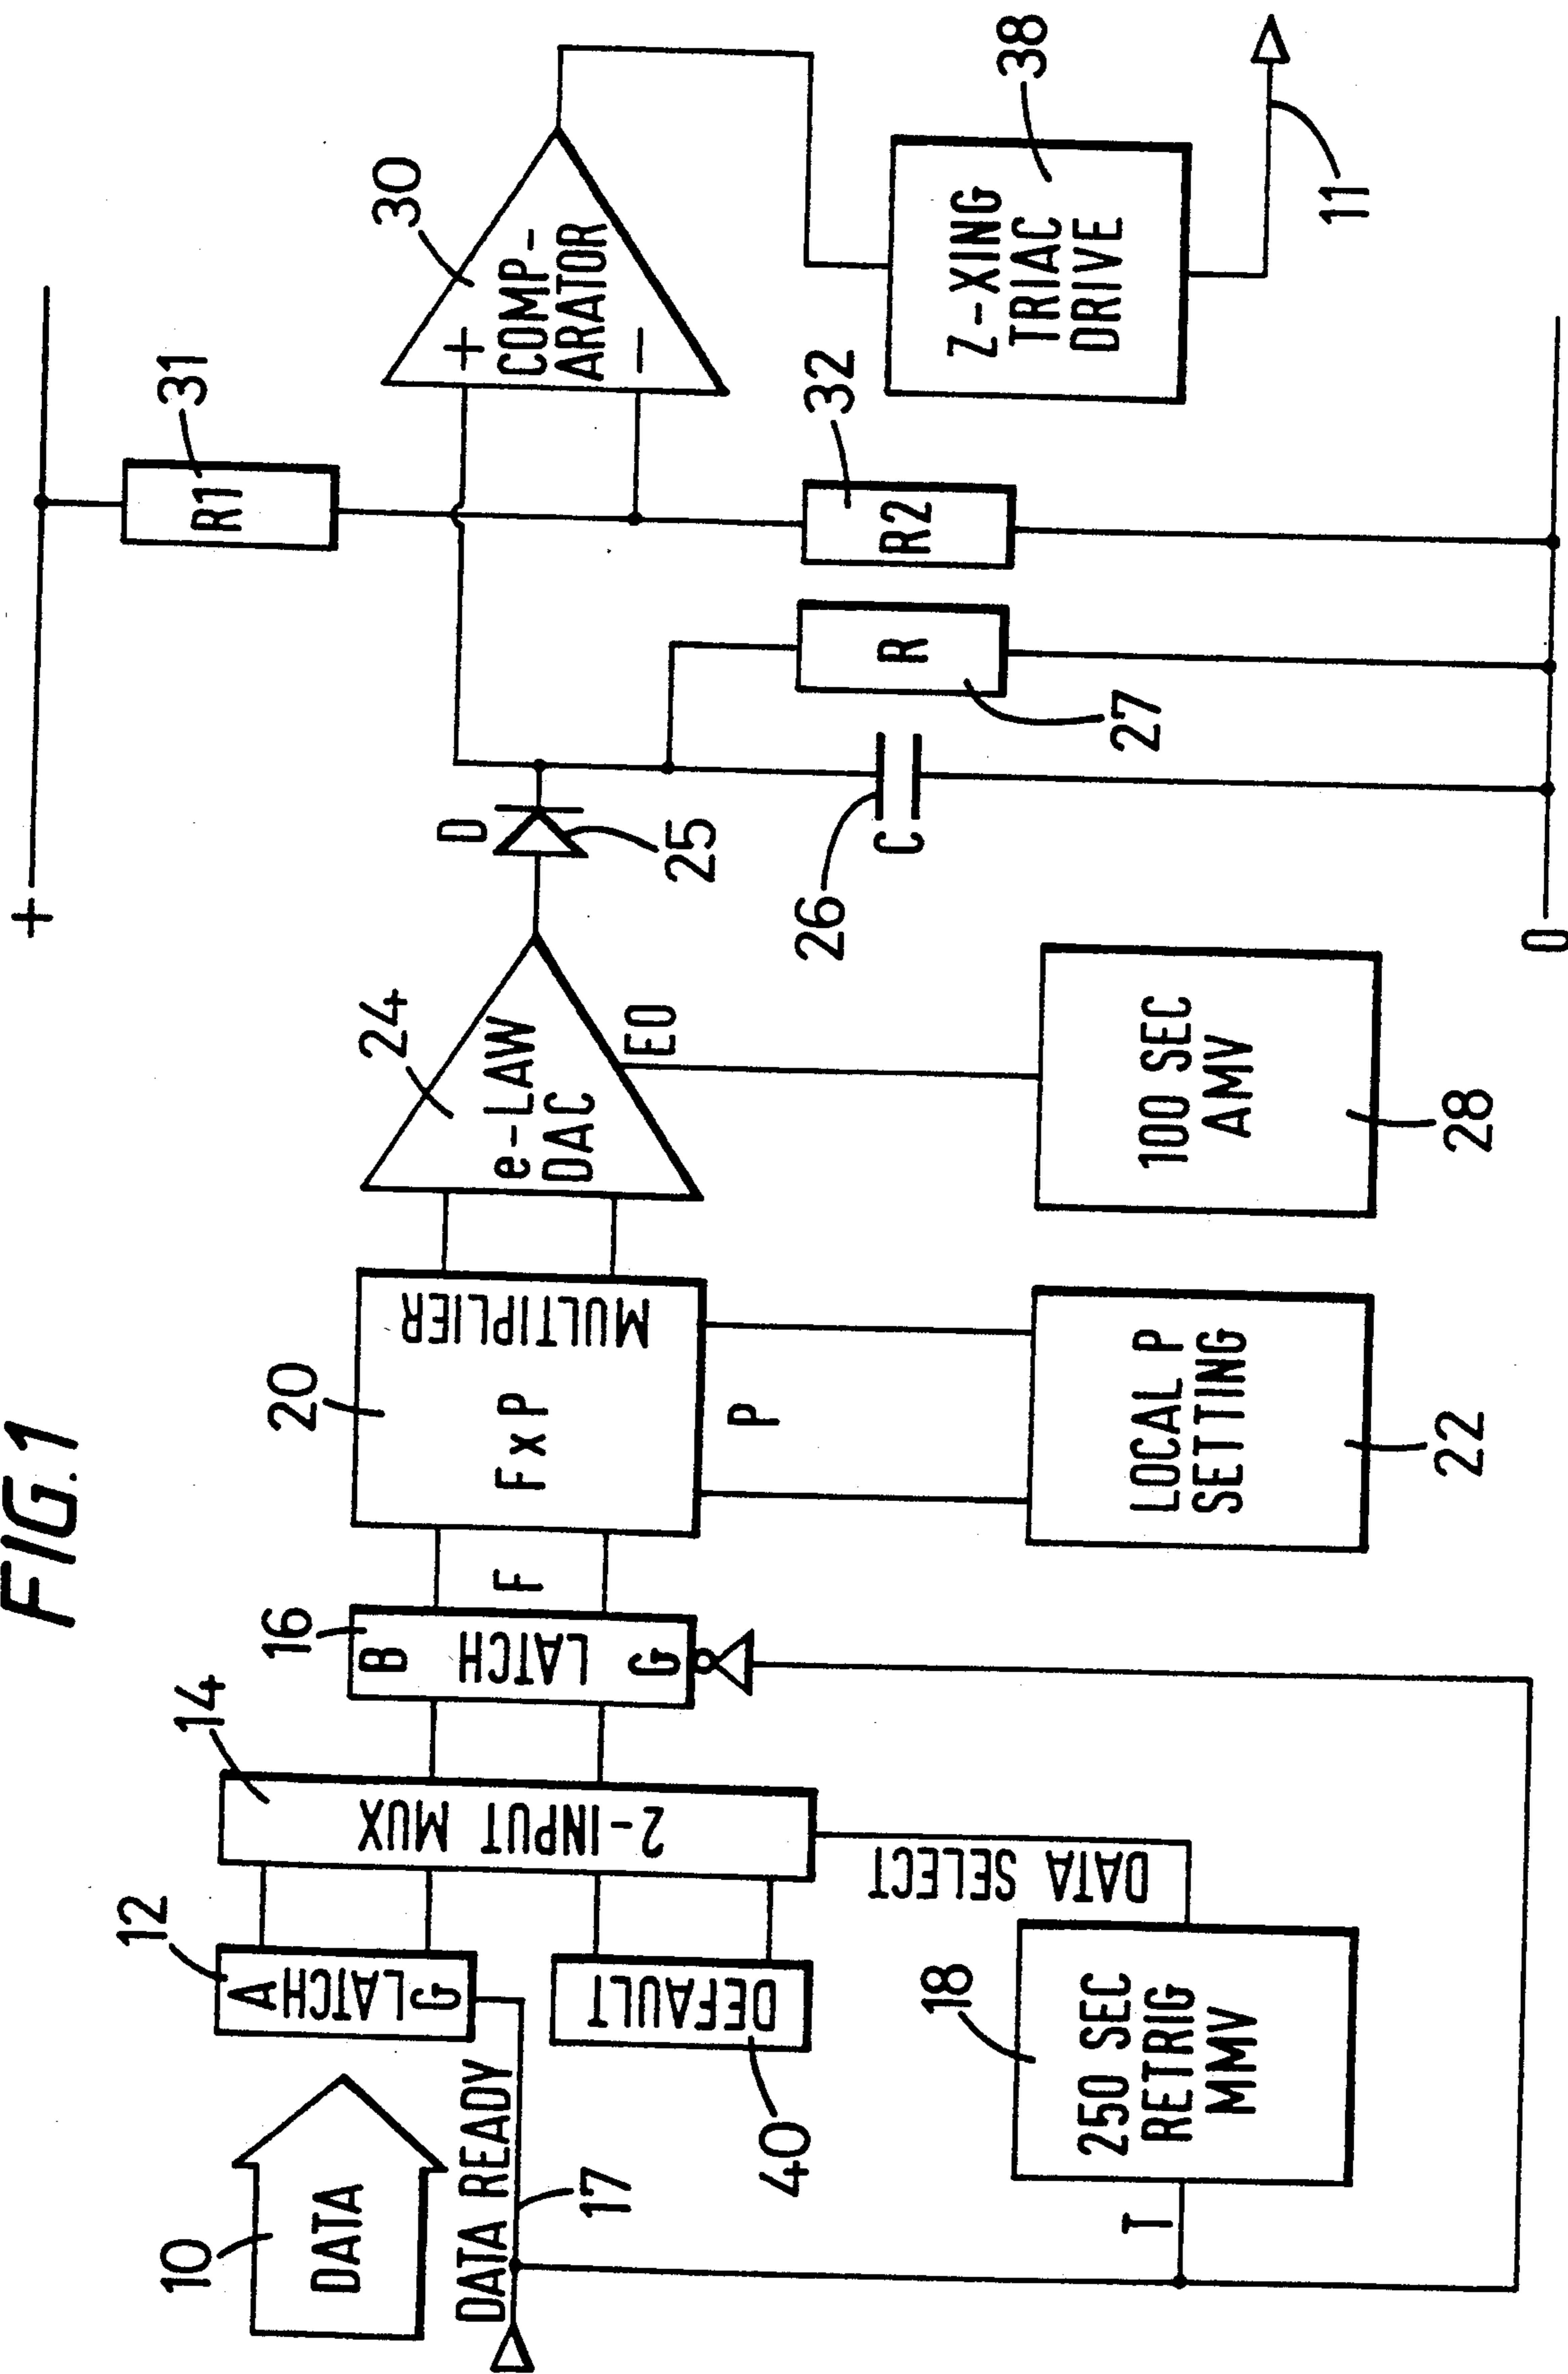 FIG.1
10
DATA
DATA READY
17
12
A
LATCH
G
DEFAULT
40
14
2-INPUT MUX
DATA SELECT
18
250 SEC
RETRIG
MMV
T
16
B
LATCH
G
F
20
MULTIPLIER
F x P
P
LOCAL P
SETTING
22
24
e-LAW
DAC
EO
100 SEC
AMV
28
D
25
26
C
R
27
+
0
31
R1
32
R2
30
+
COMP-
ARATOR
-
Z-XING
TRIAC
DRIVE
38
11